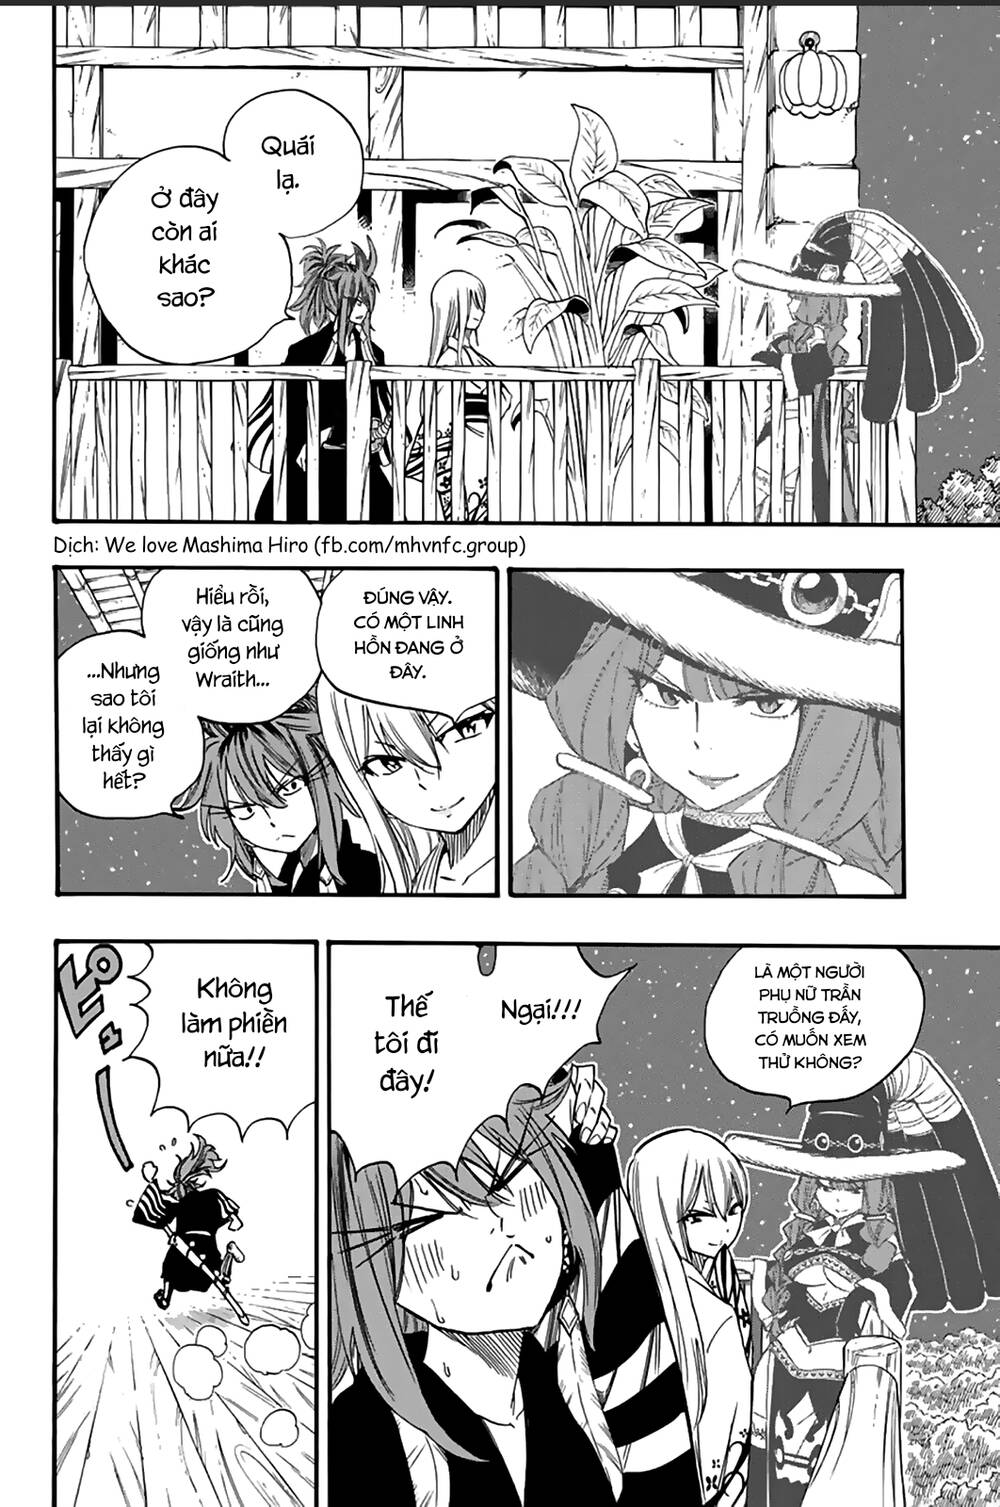 Quái
lạ.
Ở đây
còn ai
khác
sao?
Dịch: We love Mashima Hiro (fb.com/mhvnfc.group)
Hiểu rồi,
vậy là cũng
giống như
Wraith...
...Nhưng
sao tôi
lại không
thấy gì
hết?
ĐÚNG VẬY.
CÓ MỘT LINH
HỒN ĐANG Ở
ĐÂY.
Không
làm phiền
nữa!!
ピュー
Thế
tôi đi
đây!
Ngại!!!
LÀ MỘT NGƯỜI
PHỤ NỮ TRẦN
TRUỒNG ĐẤY,
CÓ MUỐN XEM
THỬ KHÔNG?